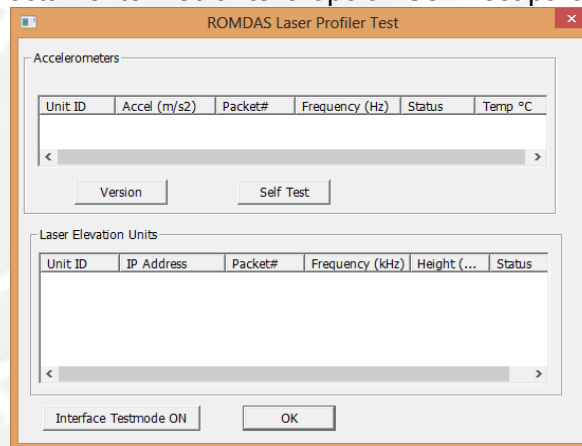 ROMDAS Laser Profiler Test
Accelerometers
Unit ID Accel (m/s2) Packet# Frequency (Hz) Status Temp °C
Version Self Test
Laser Elevation Units
Unit ID IP Address Packet# Frequency (kHz) Height (... Status
Interface Testmode ON OK